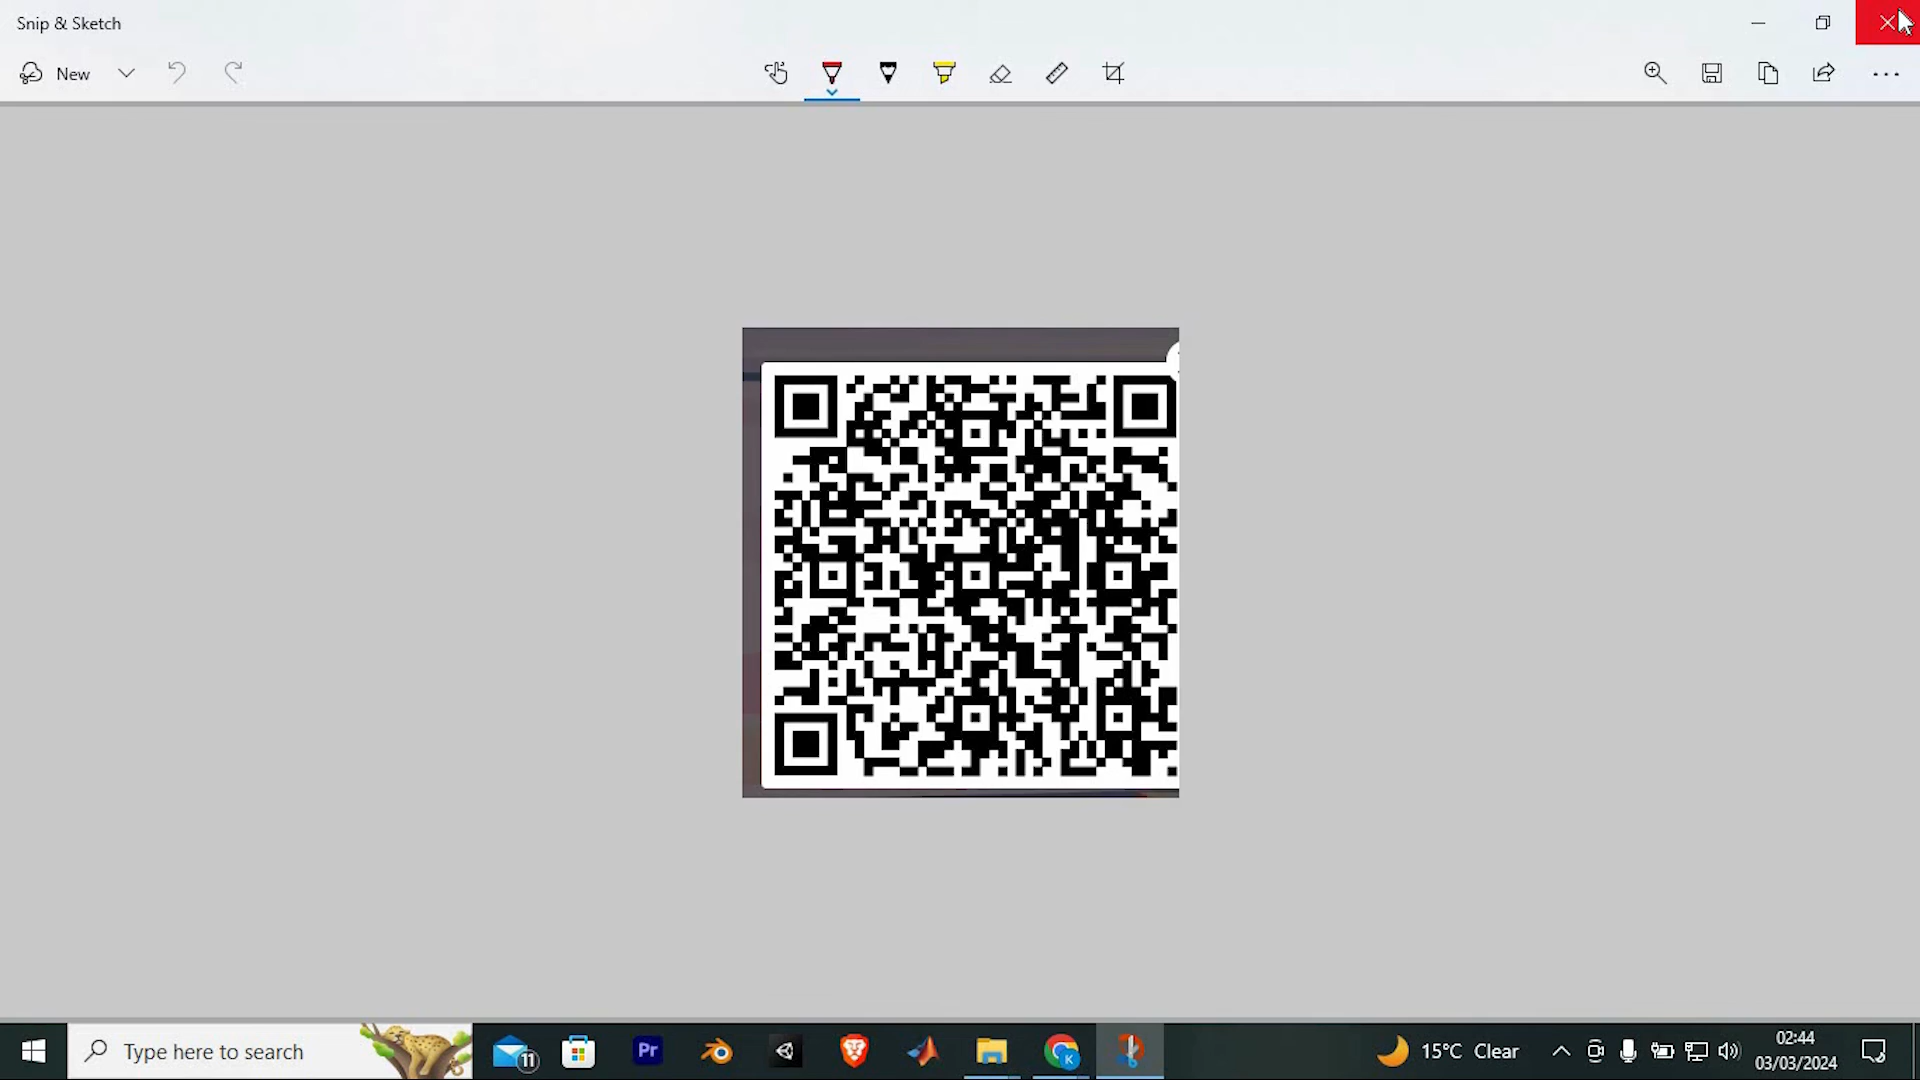 Snip & Sketch
New
Type here to search
11
Pr
K
15°C Clear
02:44
03/03/2024